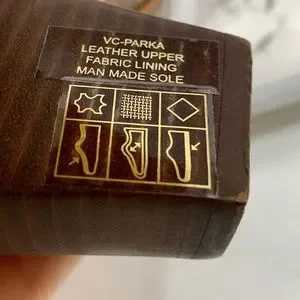 VC-PARKA
LEATHER UPPER
FABRIC LINING
MAN MADE SOLE